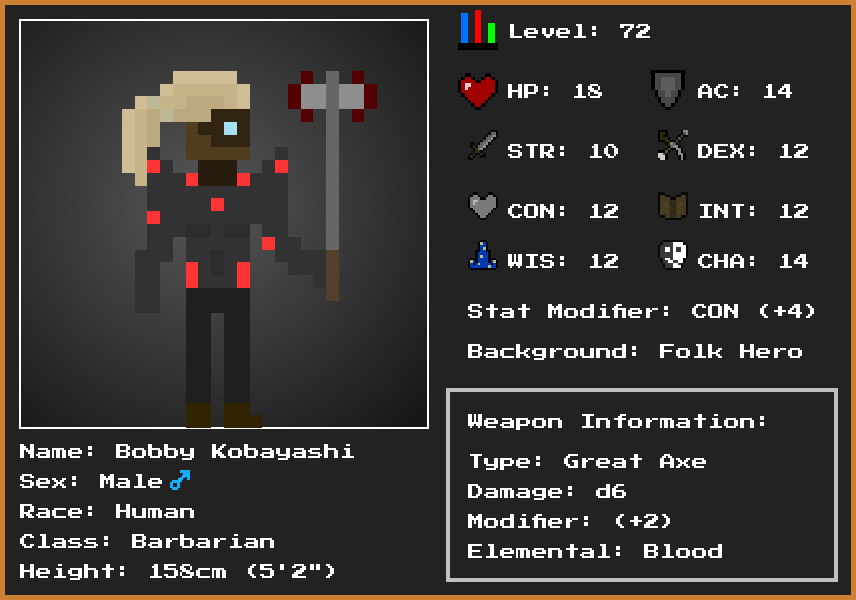 Level: 72
HP: 18
AC: 14
STR: 10
DEX: 12
CON: 12
INT: 12
WIS: 12
CHA: 14
Stat Modifier: CON (+4)
Background: Folk Hero
Weapon Information:
Type: Great Axe
Damage: d6
Modifier: (+2)
Elemental: Blood
Name: Bobby Kobayashi
Sex: Male ♂
Race: Human
Class: Barbarian
Height: 158cm (5'2")